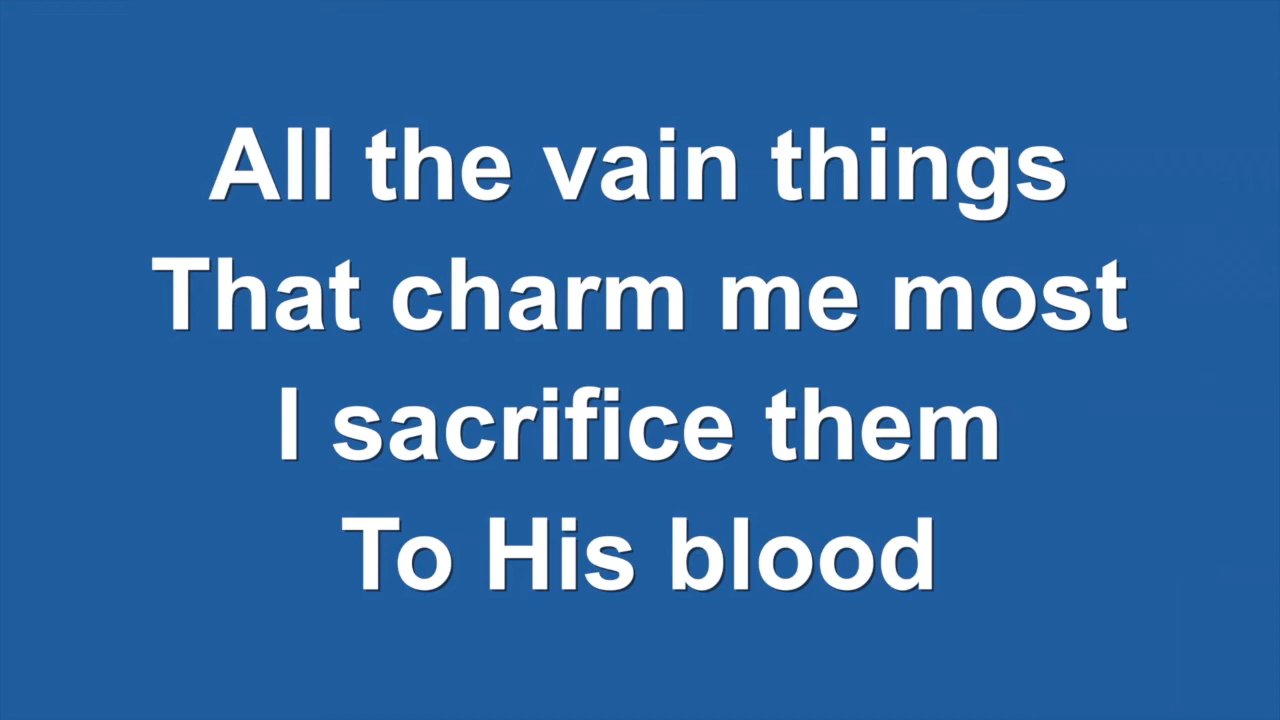 All the vain things
That charm me most
I sacrifice them
To His blood